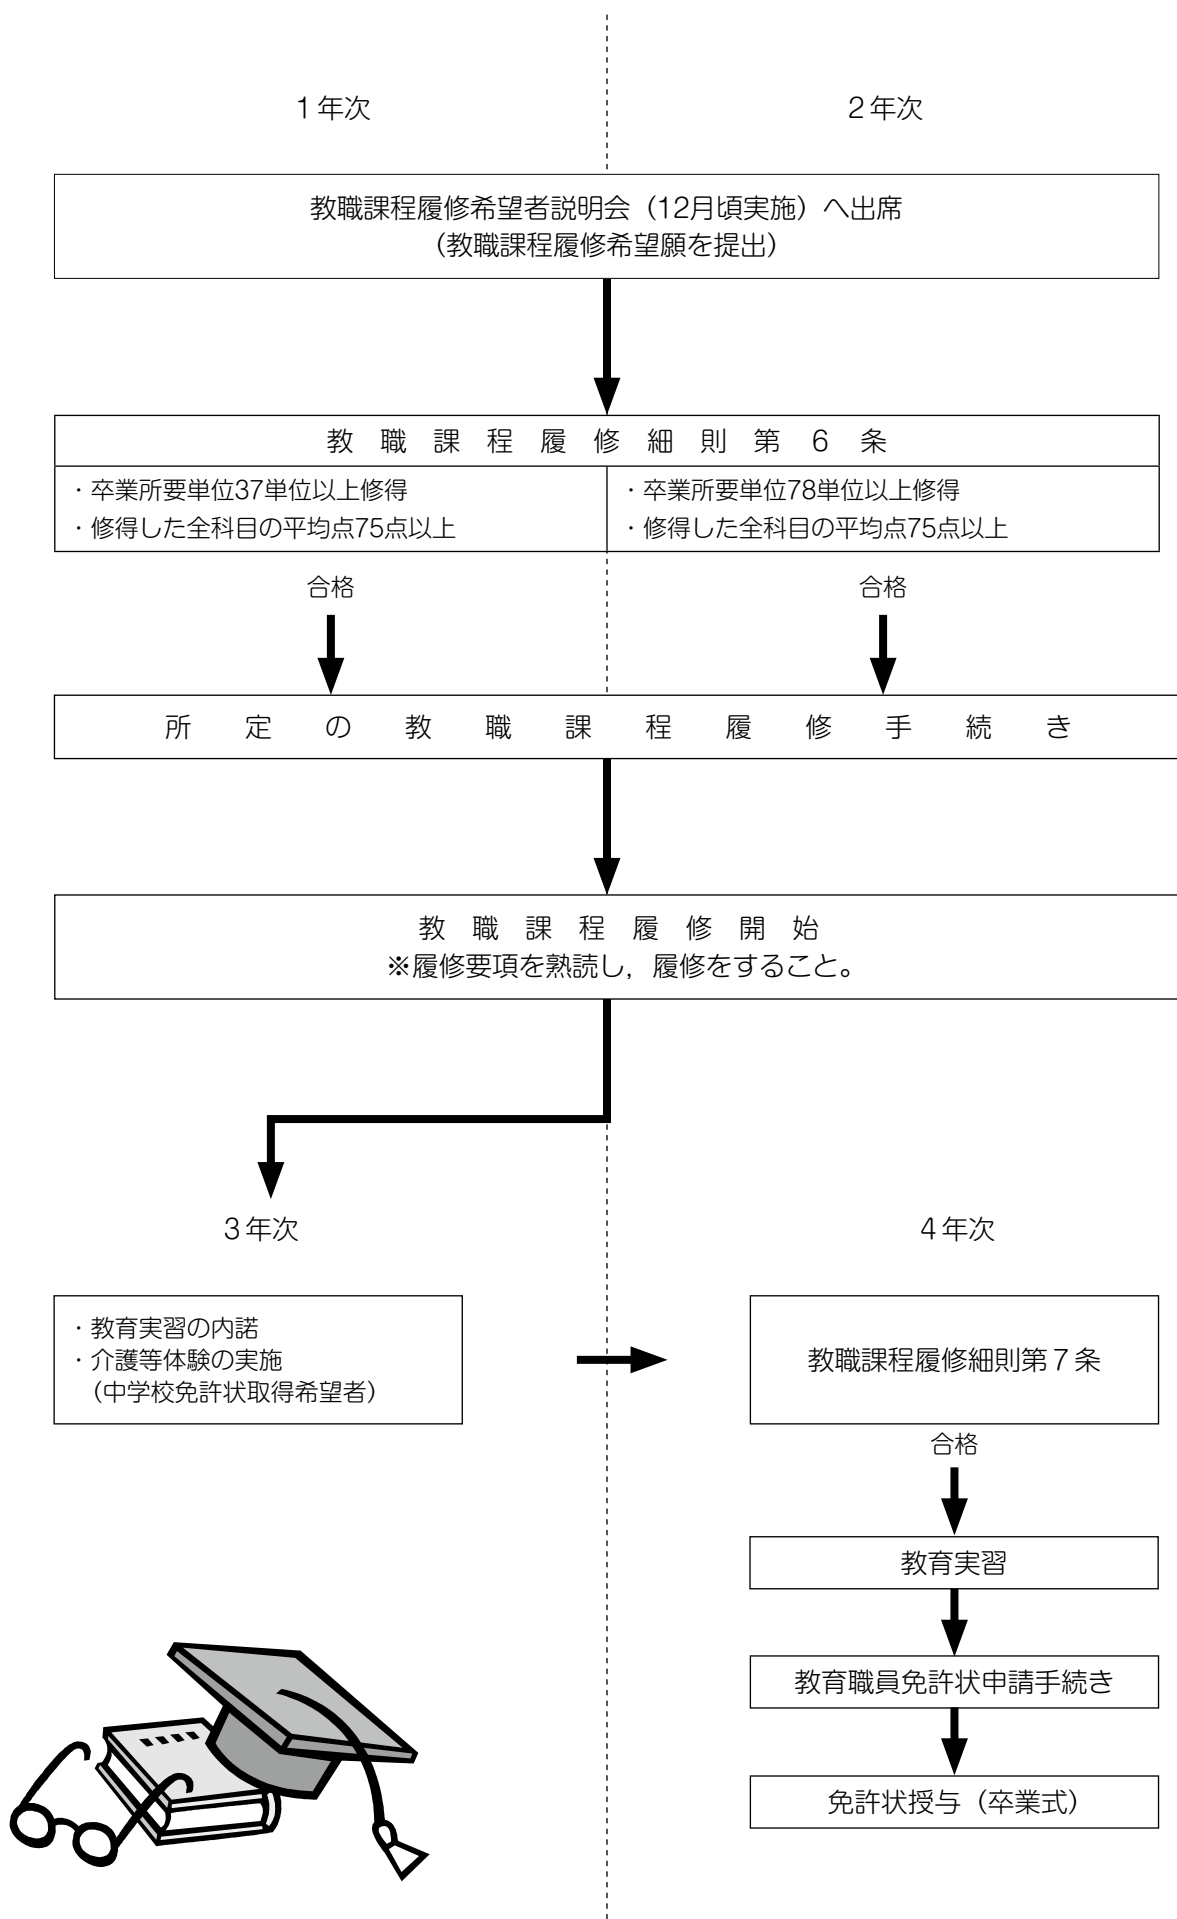 1年次
2年次
教職課程履修希望者説明会（12月頃実施）へ出席
（教職課程履修希望願を提出）
教職課程履修細則第6条
・卒業所要単位37単位以上修得
・修得した全科目の平均点75点以上
・卒業所要単位78単位以上修得
・修得した全科目の平均点75点以上
合格
合格
所定の教職課程履修手続き
教職課程履修開始
※履修要項を熟読し，履修をすること。
3年次
4年次
・教育実習の内諾
・介護等体験の実施
（中学校免許状取得希望者）
教職課程履修細則第7条
合格
教育実習
教育職員免許状申請手続き
免許状授与（卒業式）